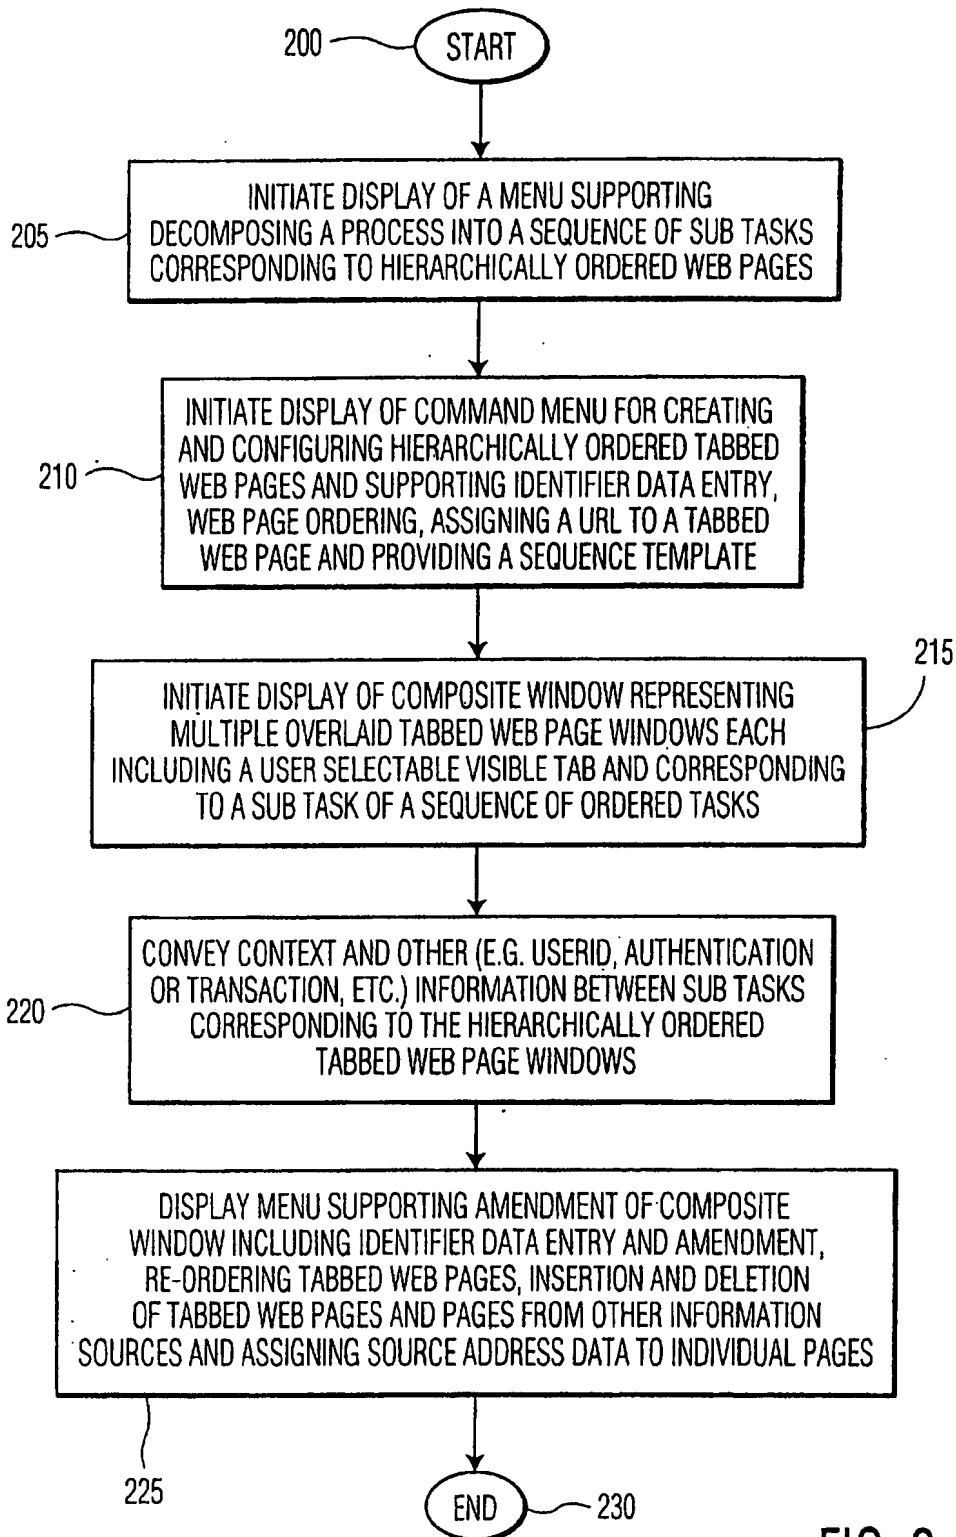 200 START
INITIATE DISPLAY OF A MENU SUPPORTING
205 DECOMPOSING A PROCESS INTO A SEQUENCE OF SUB TASKS
CORRESPONDING TO HIERARCHICALLY ORDERED WEB PAGES
INITIATE DISPLAY OF COMMAND MENU FOR CREATING
AND CONFIGURING HIERARCHICALLY ORDERED TABBED
210 WEB PAGES AND SUPPORTING IDENTIFIER DATA ENTRY,
WEB PAGE ORDERING, ASSIGNING A URL TO A TABBED
WEB PAGE AND PROVIDING A SEQUENCE TEMPLATE
215
INITIATE DISPLAY OF COMPOSITE WINDOW REPRESENTING
MULTIPLE OVERLAID TABBED WEB PAGE WINDOWS EACH
INCLUDING A USER SELECTABLE VISIBLE TAB AND CORRESPONDING
TO A SUB TASK OF A SEQUENCE OF ORDERED TASKS
CONVEY CONTEXT AND OTHER (E.G. USERID, AUTHENTICATION
OR TRANSACTION, ETC.) INFORMATION BETWEEN SUB TASKS
220 CORRESPONDING TO THE HIERARCHICALLY ORDERED
TABBED WEB PAGE WINDOWS
DISPLAY MENU SUPPORTING AMENDMENT OF COMPOSITE
WINDOW INCLUDING IDENTIFIER DATA ENTRY AND AMENDMENT,
RE-ORDERING TABBED WEB PAGES, INSERTION AND DELETION
OF TABBED WEB PAGES AND PAGES FROM OTHER INFORMATION
SOURCES AND ASSIGNING SOURCE ADDRESS DATA TO INDIVIDUAL PAGES
225
END 230